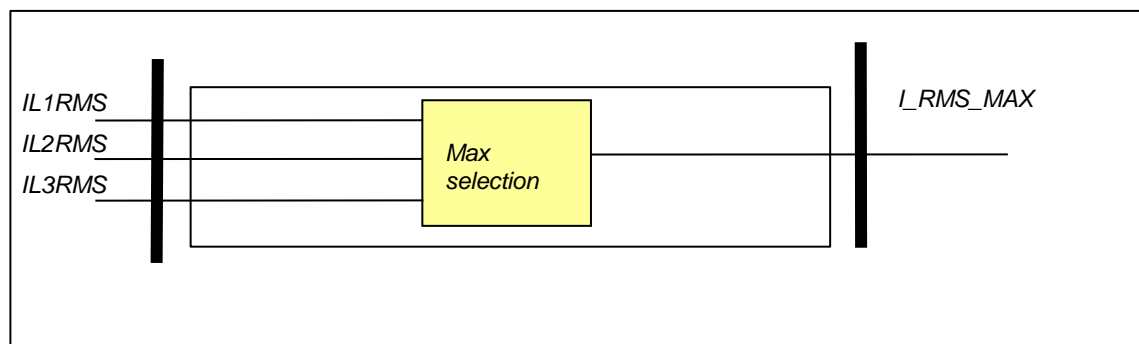 IL1RMS
IL2RMS
IL3RMS
Max
selection
I_RMS_MAX